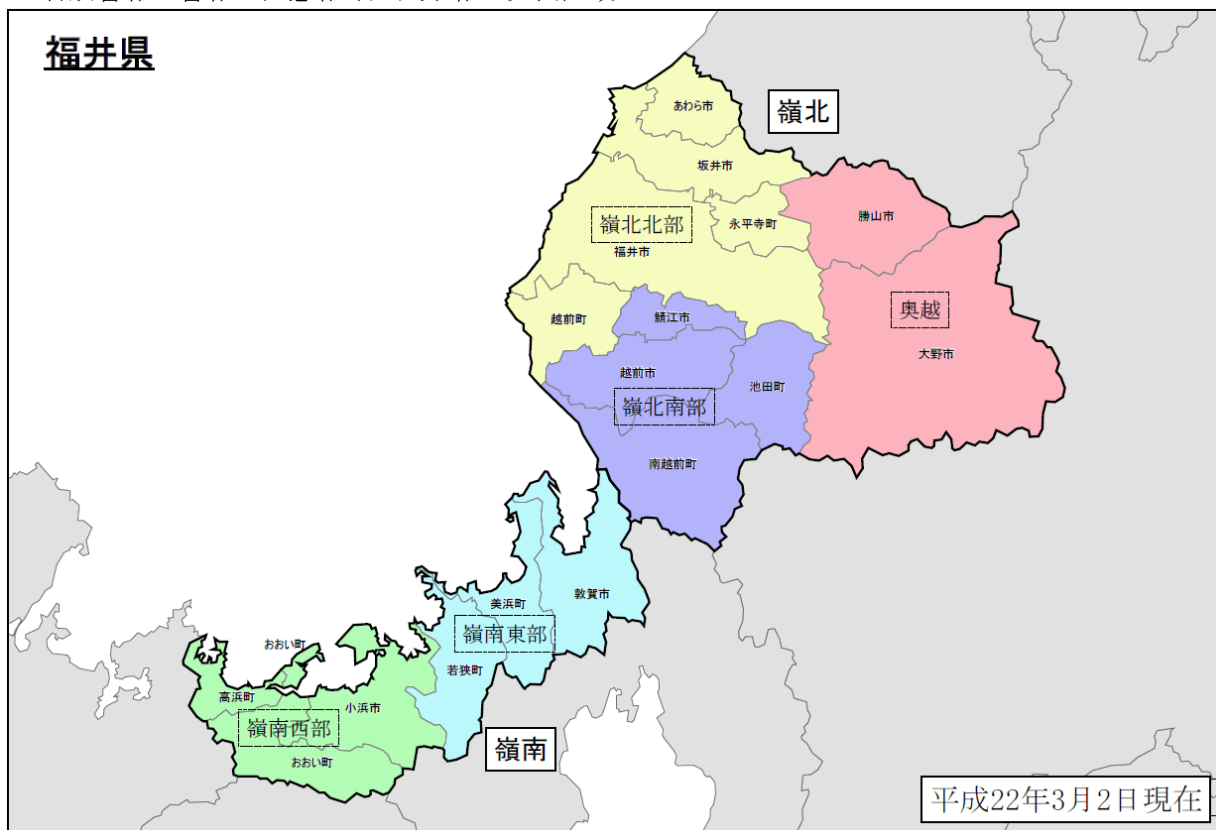 福井県
あわら市
嶺北
坂井市
勝山市
嶺北北部
永平寺町
福井市
奥越
越前町
鯖江市
大野市
越前市
池田町
嶺北南部
南越前町
敦賀市
美浜町
嶺南東部
おおい町
若狭町
高浜町
小浜市
嶺南西部
嶺南
おおい町
平成22年3月2日現在